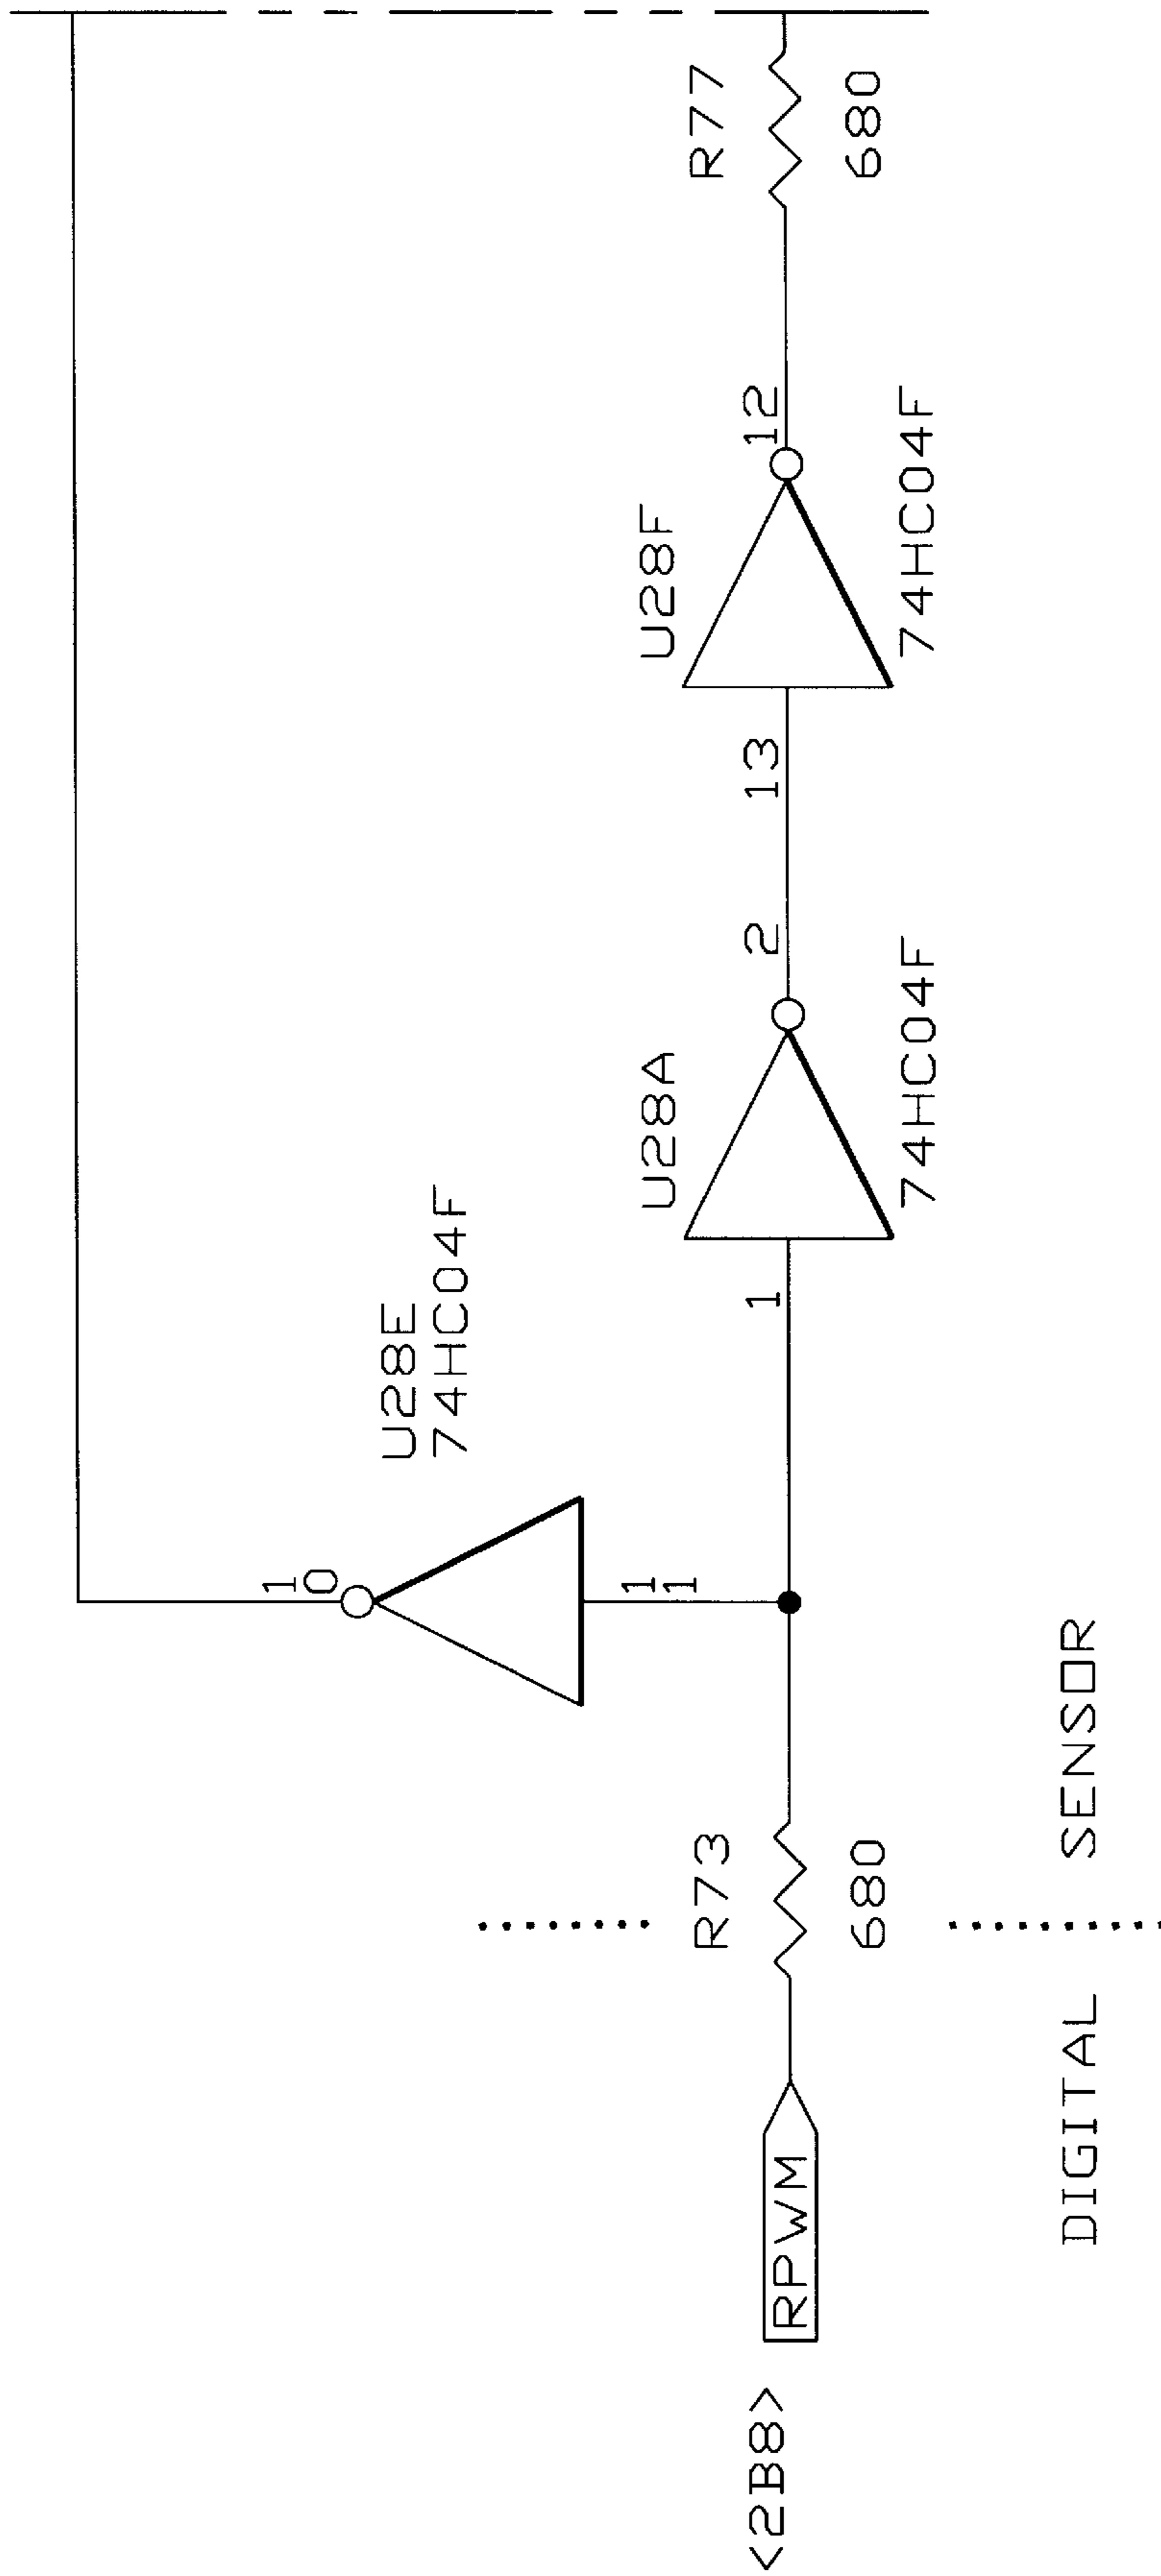 U28E
74HC04F
10
11
<2B8>
RPWM
R73
680
1
U28A
74HC04F
2
13
U28F
74HC04F
12
R77
680
DIGITAL
SENSOR